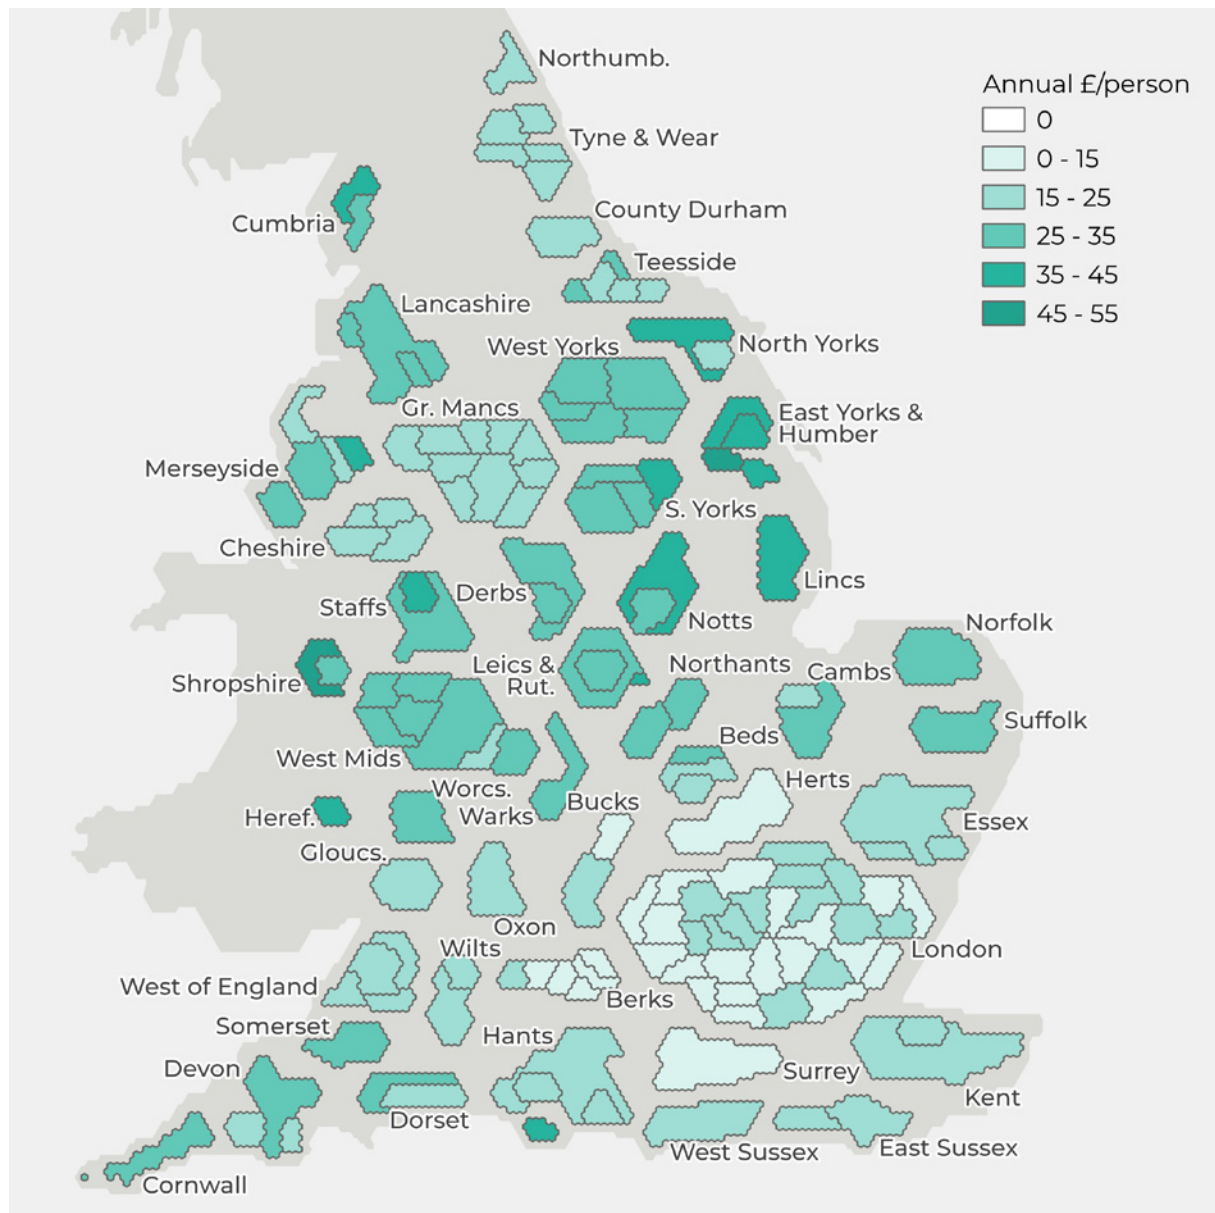 Northumb.
Annual £/person
0
0 - 15
15 - 25
25 - 35
35 - 45
45 - 55
Tyne & Wear
County Durham
Cumbria
Teesside
Lancashire
West Yorks
North Yorks
Gr. Mancs
East Yorks &
Humber
Merseyside
S. Yorks
Cheshire
Lincs
Derbs
Staffs
Notts
Norfolk
Leics &
Rut.
Northants
Cambs
Shropshire
Suffolk
Beds
West Mids
Herts
Worcs.
Bucks
Heref.
Warks
Essex
Gloucs.
Oxon
Wilts
London
West of England
Berks
Somerset
Hants
Devon
Surrey
Kent
Dorset
West Sussex
East Sussex
Cornwall